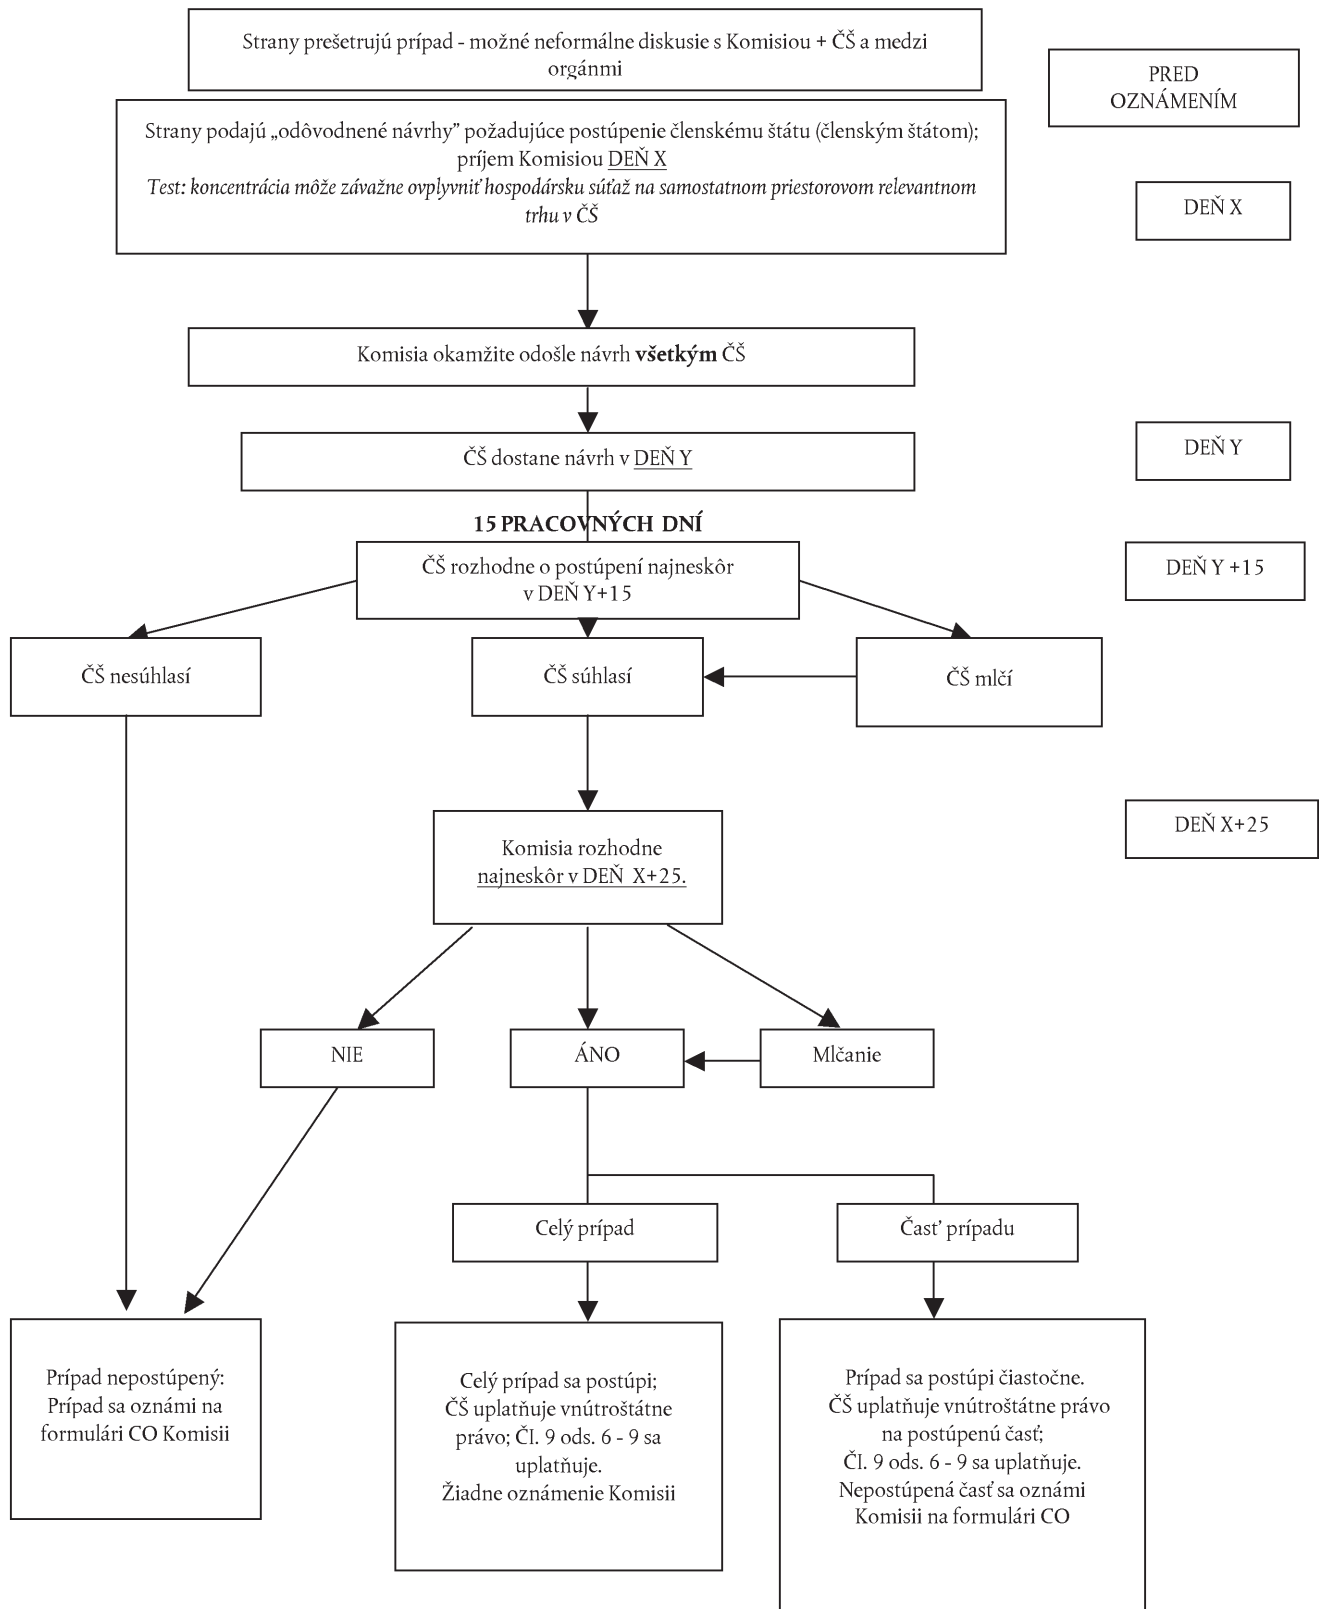 Strany prešetrujú prípad - možné neformálne diskusie s Komisiou + ČŠ a medzi
orgánmi
PRED
OZNÁMENÍM
Strany podajú „odôvodnené návrhy” požadujúce postúpenie členskému štátu (členským štátom);
príjem Komisiou DEŇ X
Test: koncentrácia môže závažne ovplyvniť hospodársku súťaž na samostatnom priestorovom relevantnom
trhu v ČŠ
DEŇ X
Komisia okamžite odošle návrh všetkým ČŠ
ČŠ dostane návrh v DEŇ Y
DEŇ Y
15 PRACOVNÝCH DNÍ
ČŠ rozhodne o postúpení najneskôr
v DEŇ Y+15
DEŇ Y +15
ČŠ nesúhlasí
ČŠ súhlasí
ČŠ mlčí
Komisia rozhodne
najneskôr v DEŇ X+25.
DEŇ X+25
NIE
ÁNO
Mlčanie
Celý prípad
Časť prípadu
Prípad nepostúpený:
Prípad sa oznámi na
formulári CO Komisii
Celý prípad sa postúpi;
ČŠ uplatňuje vnútroštátne
právo; Čl. 9 ods. 6 - 9 sa
uplatňuje.
Žiadne oznámenie Komisii
Prípad sa postúpi čiastočne.
ČŠ uplatňuje vnútroštátne právo
na postúpenú časť;
Čl. 9 ods. 6 - 9 sa uplatňuje.
Nepostúpená časť sa oznámi
Komisii na formulári CO